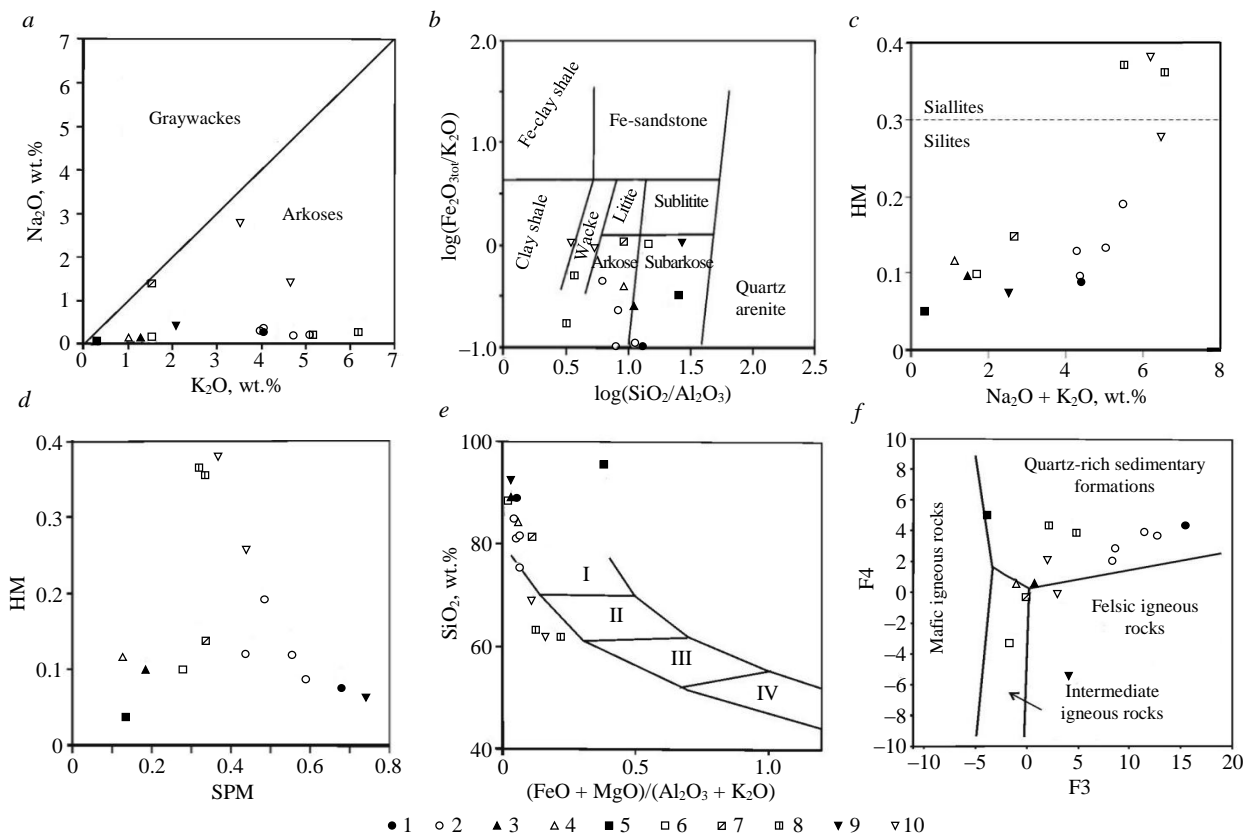 a
7
6
5
4
3
2
1
0
Na₂O, wt.%
Graywackes
Arkoses
0 1 2 3 4 5 6 7
K₂O, wt.%
b
2.0
1.0
0
–1.0
log(Fe₂O₃tot/K₂O)
Fe-clay shale
Fe-sandstone
Clay shale
Wacke
Litite
Sublitite
Arkose
Subarkose
Quartz
arenite
0 0.5 1.0 1.5 2.0 2.5
log(SiO₂/Al₂O₃)
c
0.4
0.3
0.2
0.1
0
HM
Siallites
Silites
0 2 4 6 8
Na₂O + K₂O, wt.%
d
0.4
0.3
0.2
0.1
0
HM
0 0.2 0.4 0.6 0.8
SPM
e
100
80
60
40
SiO₂, wt.%
I
II
III
IV
0 0.5 1.0
(FeO + MgO)/(Al₂O₃ + K₂O)
f
10
8
6
4
2
0
–2
–4
–6
–8
–10
F4
Quartz-rich sedimentary
formations
Mafic igneous rocks
Felsic igneous
rocks
Intermediate
igneous rocks
–10 –5 0 5 10 15 20
F3
1 2 3 4 5 6 7 8 9 10